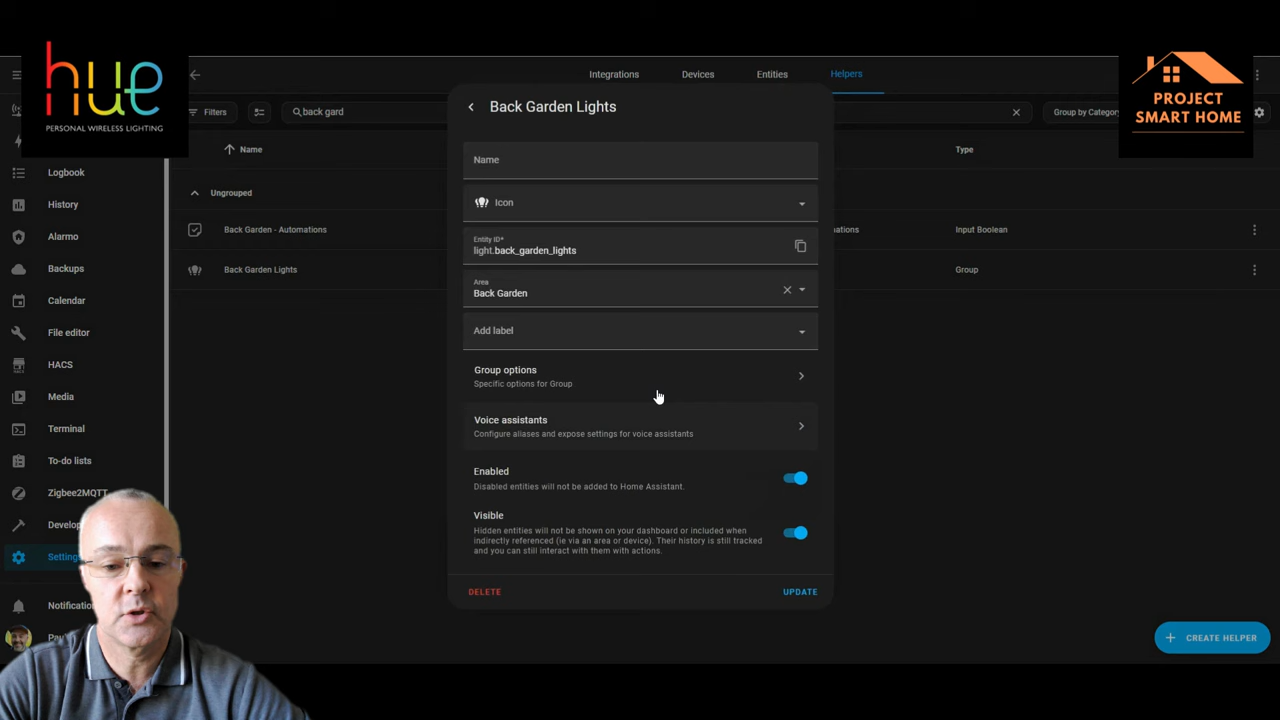 hue
PERSONAL WIRELESS LIGHTING
PROJECT
SMART HOME
Integrations
Devices
Entities
Helpers
Filters
back gard
Group by Category
Name
Type
Ungrouped
Back Garden - Automations
Input Boolean
Back Garden Lights
Group
Logbook
History
Alarmo
Backups
Calendar
File editor
HACS
Media
Terminal
To-do lists
Zigbee2MQTT
Settings
Back Garden Lights
Name
Icon
Entity ID*
light.back_garden_lights
Area
Back Garden
Add label
Group options
Specific options for Group
Voice assistants
Configure aliases and expose settings for voice assistants
Enabled
Disabled entities will not be added to Home Assistant.
Visible
Hidden entities will not be shown on your dashboard or included when
indirectly referenced (ie via an area or device). Their history is still tracked
and you can still interact with them with actions.
DELETE
UPDATE
CREATE HELPER